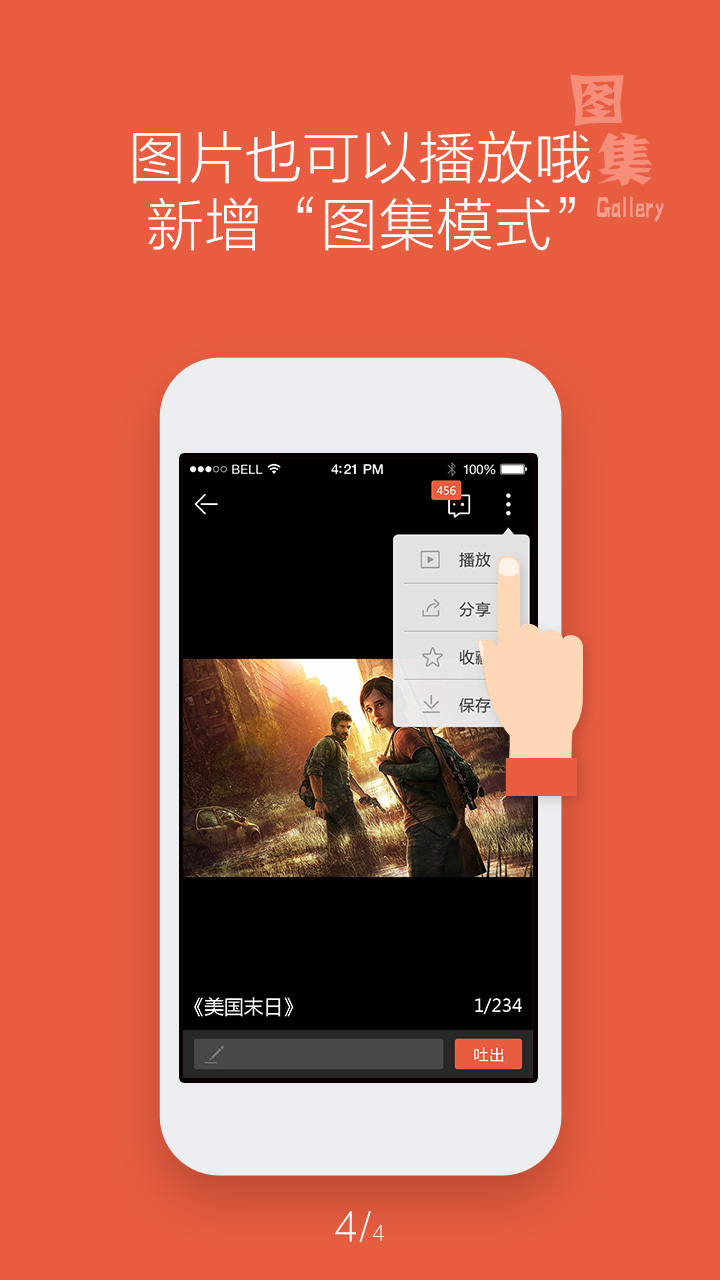 图
图片也可以播放哦
集
新增“图集模式”
Gallery
BELL 4:21 PM 100%
456
播放
分享
收藏
保存
《美国末日》 1/234
吐出
4/4